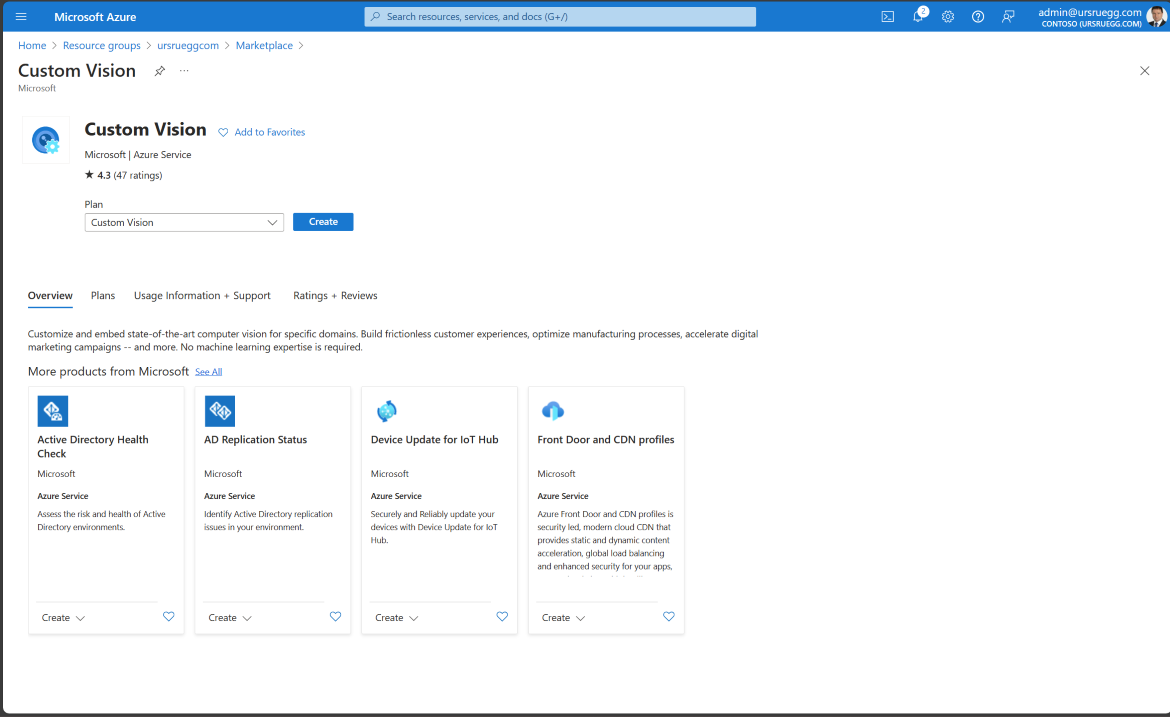 Microsoft Azure
Search resources, services, and docs (G+/)
2
admin@ursruegg.com
CONTOSO (URSRUEGG.COM)
Home > Resource groups > ursrueggcom > Marketplace >
Custom Vision
...
Microsoft
Custom Vision
Add to Favorites
Microsoft | Azure Service
★ 4.3 (47 ratings)
Plan
Custom Vision
Create
Overview Plans Usage Information + Support Ratings + Reviews
Customize and embed state-of-the-art computer vision for specific domains. Build frictionless customer experiences, optimize manufacturing processes, accelerate digital
marketing campaigns -- and more. No machine learning expertise is required.
More products from Microsoft See All
Active Directory Health
Check
Microsoft
Azure Service
Assess the risk and health of Active
Directory environments.
Create
AD Replication Status
Microsoft
Azure Service
Identify Active Directory replication
issues in your environment.
Create
Device Update for IoT Hub
Microsoft
Azure Service
Securely and Reliably update your
devices with Device Update for IoT
Hub.
Create
Front Door and CDN profiles
Microsoft
Azure Service
Azure Front Door and CDN profiles is
security led, modern cloud CDN that
provides static and dynamic content
acceleration, global load balancing
and enhanced security for your apps,
Create